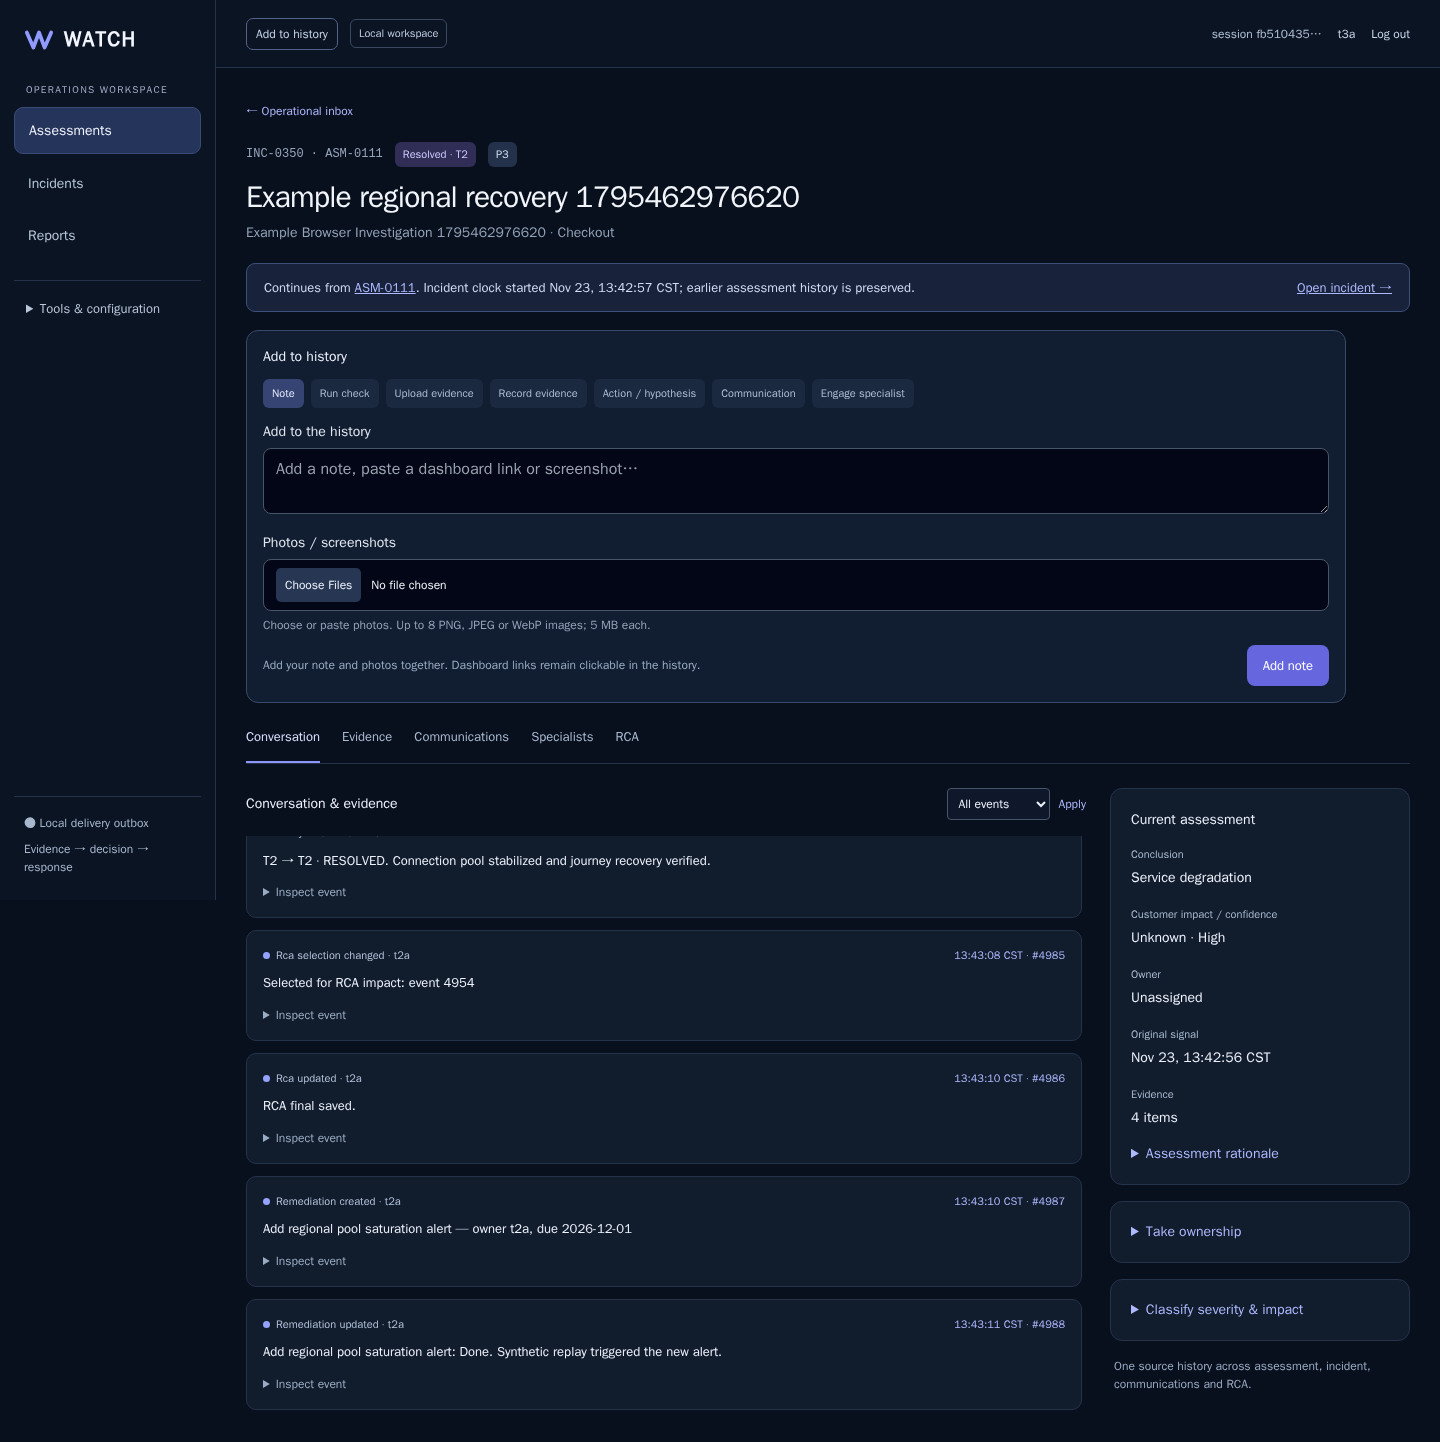 WATCH
OPERATIONS WORKSPACE
Assessments
Incidents
Reports
Tools & configuration
Local delivery outbox
Evidence → decision →
response
Add to history
Local workspace
session fb510435…
t3a
Log out
← Operational inbox
INC-0350 · ASM-0111
Resolved · T2
P3
Example regional recovery 1795462976620
Example Browser Investigation 1795462976620 · Checkout
Continues from ASM-0111. Incident clock started Nov 23, 13:42:57 CST; earlier assessment history is preserved.
Open incident →
Add to history
Note
Run check
Upload evidence
Record evidence
Action / hypothesis
Communication
Engage specialist
Add to the history
Add a note, paste a dashboard link or screenshot…
Photos / screenshots
Choose Files
No file chosen
Choose or paste photos. Up to 8 PNG, JPEG or WebP images; 5 MB each.
Add your note and photos together. Dashboard links remain clickable in the history.
Add note
Conversation
Evidence
Communications
Specialists
RCA
Conversation & evidence
All events
Apply
T2 → T2 · RESOLVED. Connection pool stabilized and journey recovery verified.
Inspect event
Rca selection changed · t2a
13:43:08 CST · #4985
Selected for RCA impact: event 4954
Inspect event
Rca updated · t2a
13:43:10 CST · #4986
RCA final saved.
Inspect event
Remediation created · t2a
13:43:10 CST · #4987
Add regional pool saturation alert — owner t2a, due 2026-12-01
Inspect event
Remediation updated · t2a
13:43:11 CST · #4988
Add regional pool saturation alert: Done. Synthetic replay triggered the new alert.
Inspect event
Current assessment
Conclusion
Service degradation
Customer impact / confidence
Unknown · High
Owner
Unassigned
Original signal
Nov 23, 13:42:56 CST
Evidence
4 items
Assessment rationale
Take ownership
Classify severity & impact
One source history across assessment, incident,
communications and RCA.